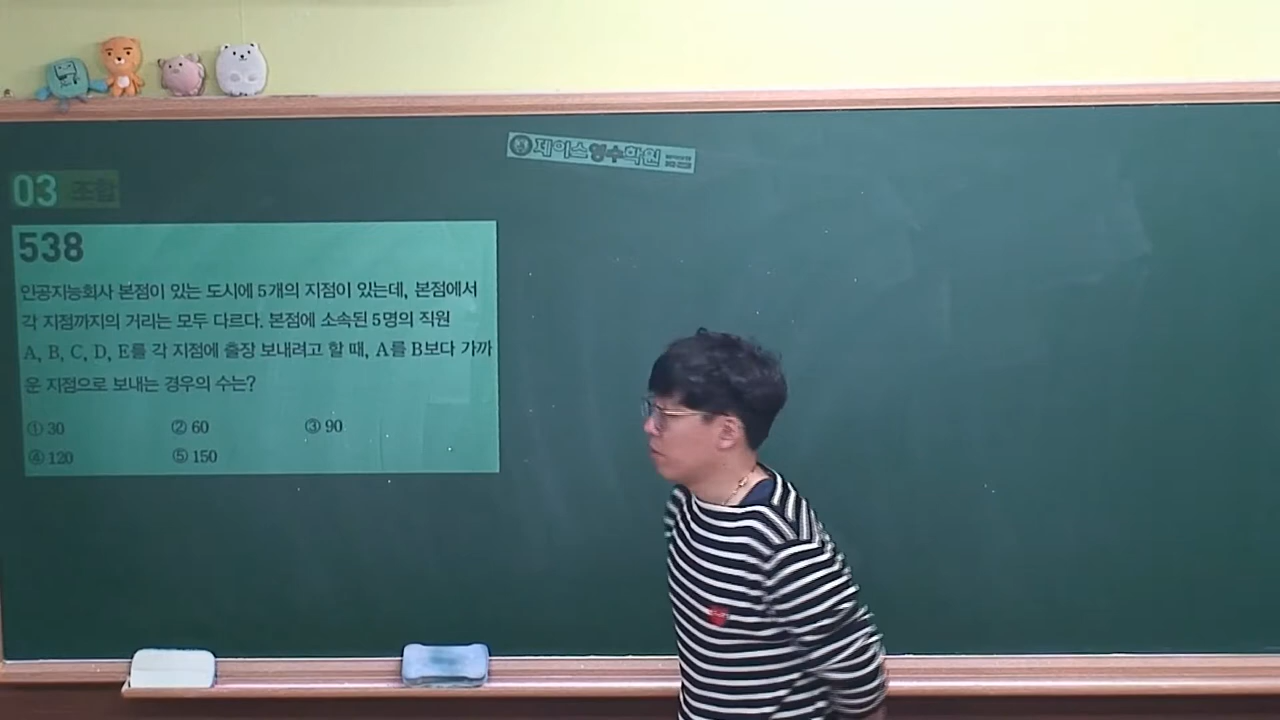 제이스영수학원
03 조합
538
인공지능회사 본점이 있는 도시에 5개의 지점이 있는데, 본점에서
각 지점까지의 거리는 모두 다르다. 본점에 소속된 5명의 직원
A, B, C, D, E를 각 지점에 출장 보내려고 할 때, A를 B보다 가까
운 지점으로 보내는 경우의 수는?
① 30 ② 60 ③ 90
④ 120 ⑤ 150